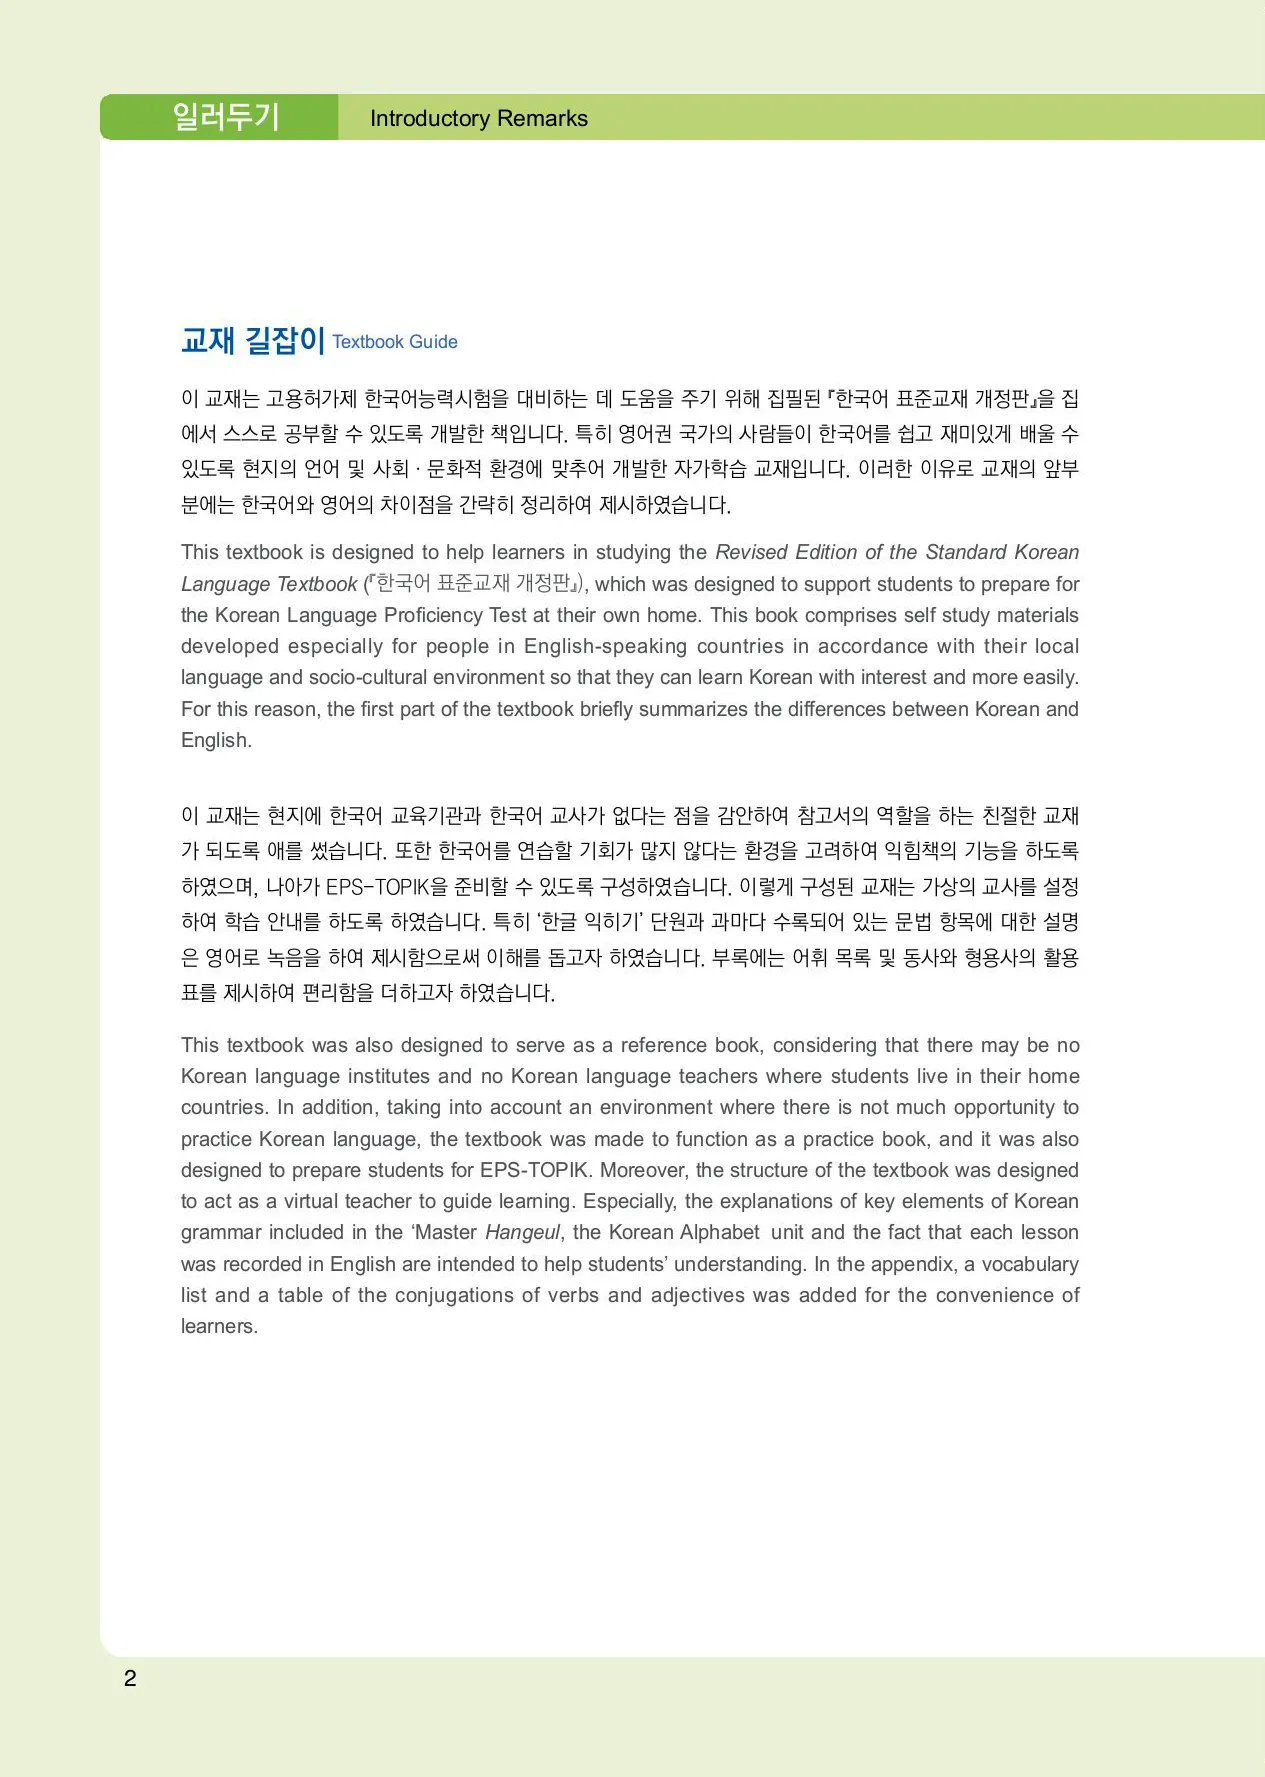 일러두기 Introductory Remarks
교재 길잡이 Textbook Guide
이 교재는 고용허가제 한국어능력시험을 대비하는 데 도움을 주기 위해 집필된 『한국어 표준교재 개정판』을 집
에서 스스로 공부할 수 있도록 개발한 책입니다. 특히 영어권 국가의 사람들이 한국어를 쉽고 재미있게 배울 수
있도록 현지의 언어 및 사회·문화적 환경에 맞추어 개발한 자가학습 교재입니다. 이러한 이유로 교재의 앞부
분에는 한국어와 영어의 차이점을 간략히 정리하여 제시하였습니다.
This textbook is designed to help learners in studying the Revised Edition of the Standard Korean
Language Textbook (『한국어 표준교재 개정판』), which was designed to support students to prepare for
the Korean Language Proficiency Test at their own home. This book comprises self study materials
developed especially for people in English-speaking countries in accordance with their local
language and socio-cultural environment so that they can learn Korean with interest and more easily.
For this reason, the first part of the textbook briefly summarizes the differences between Korean and
English.
이 교재는 현지에 한국어 교육기관과 한국어 교사가 없다는 점을 감안하여 참고서의 역할을 하는 친절한 교재
가 되도록 애를 썼습니다. 또한 한국어를 연습할 기회가 많지 않다는 환경을 고려하여 익힘책의 기능을 하도록
하였으며, 나아가 EPS-TOPIK을 준비할 수 있도록 구성하였습니다. 이렇게 구성된 교재는 가상의 교사를 설정
하여 학습 안내를 하도록 하였습니다. 특히 ‘한글 익히기’ 단원과 과마다 수록되어 있는 문법 항목에 대한 설명
은 영어로 녹음을 하여 제시함으로써 이해를 돕고자 하였습니다. 부록에는 어휘 목록 및 동사와 형용사의 활용
표를 제시하여 편리함을 더하고자 하였습니다.
This textbook was also designed to serve as a reference book, considering that there may be no
Korean language institutes and no Korean language teachers where students live in their home
countries. In addition, taking into account an environment where there is not much opportunity to
practice Korean language, the textbook was made to function as a practice book, and it was also
designed to prepare students for EPS-TOPIK. Moreover, the structure of the textbook was designed
to act as a virtual teacher to guide learning. Especially, the explanations of key elements of Korean
grammar included in the ‘Master Hangeul, the Korean Alphabet unit and the fact that each lesson
was recorded in English are intended to help students’ understanding. In the appendix, a vocabulary
list and a table of the conjugations of verbs and adjectives was added for the convenience of
learners.
2